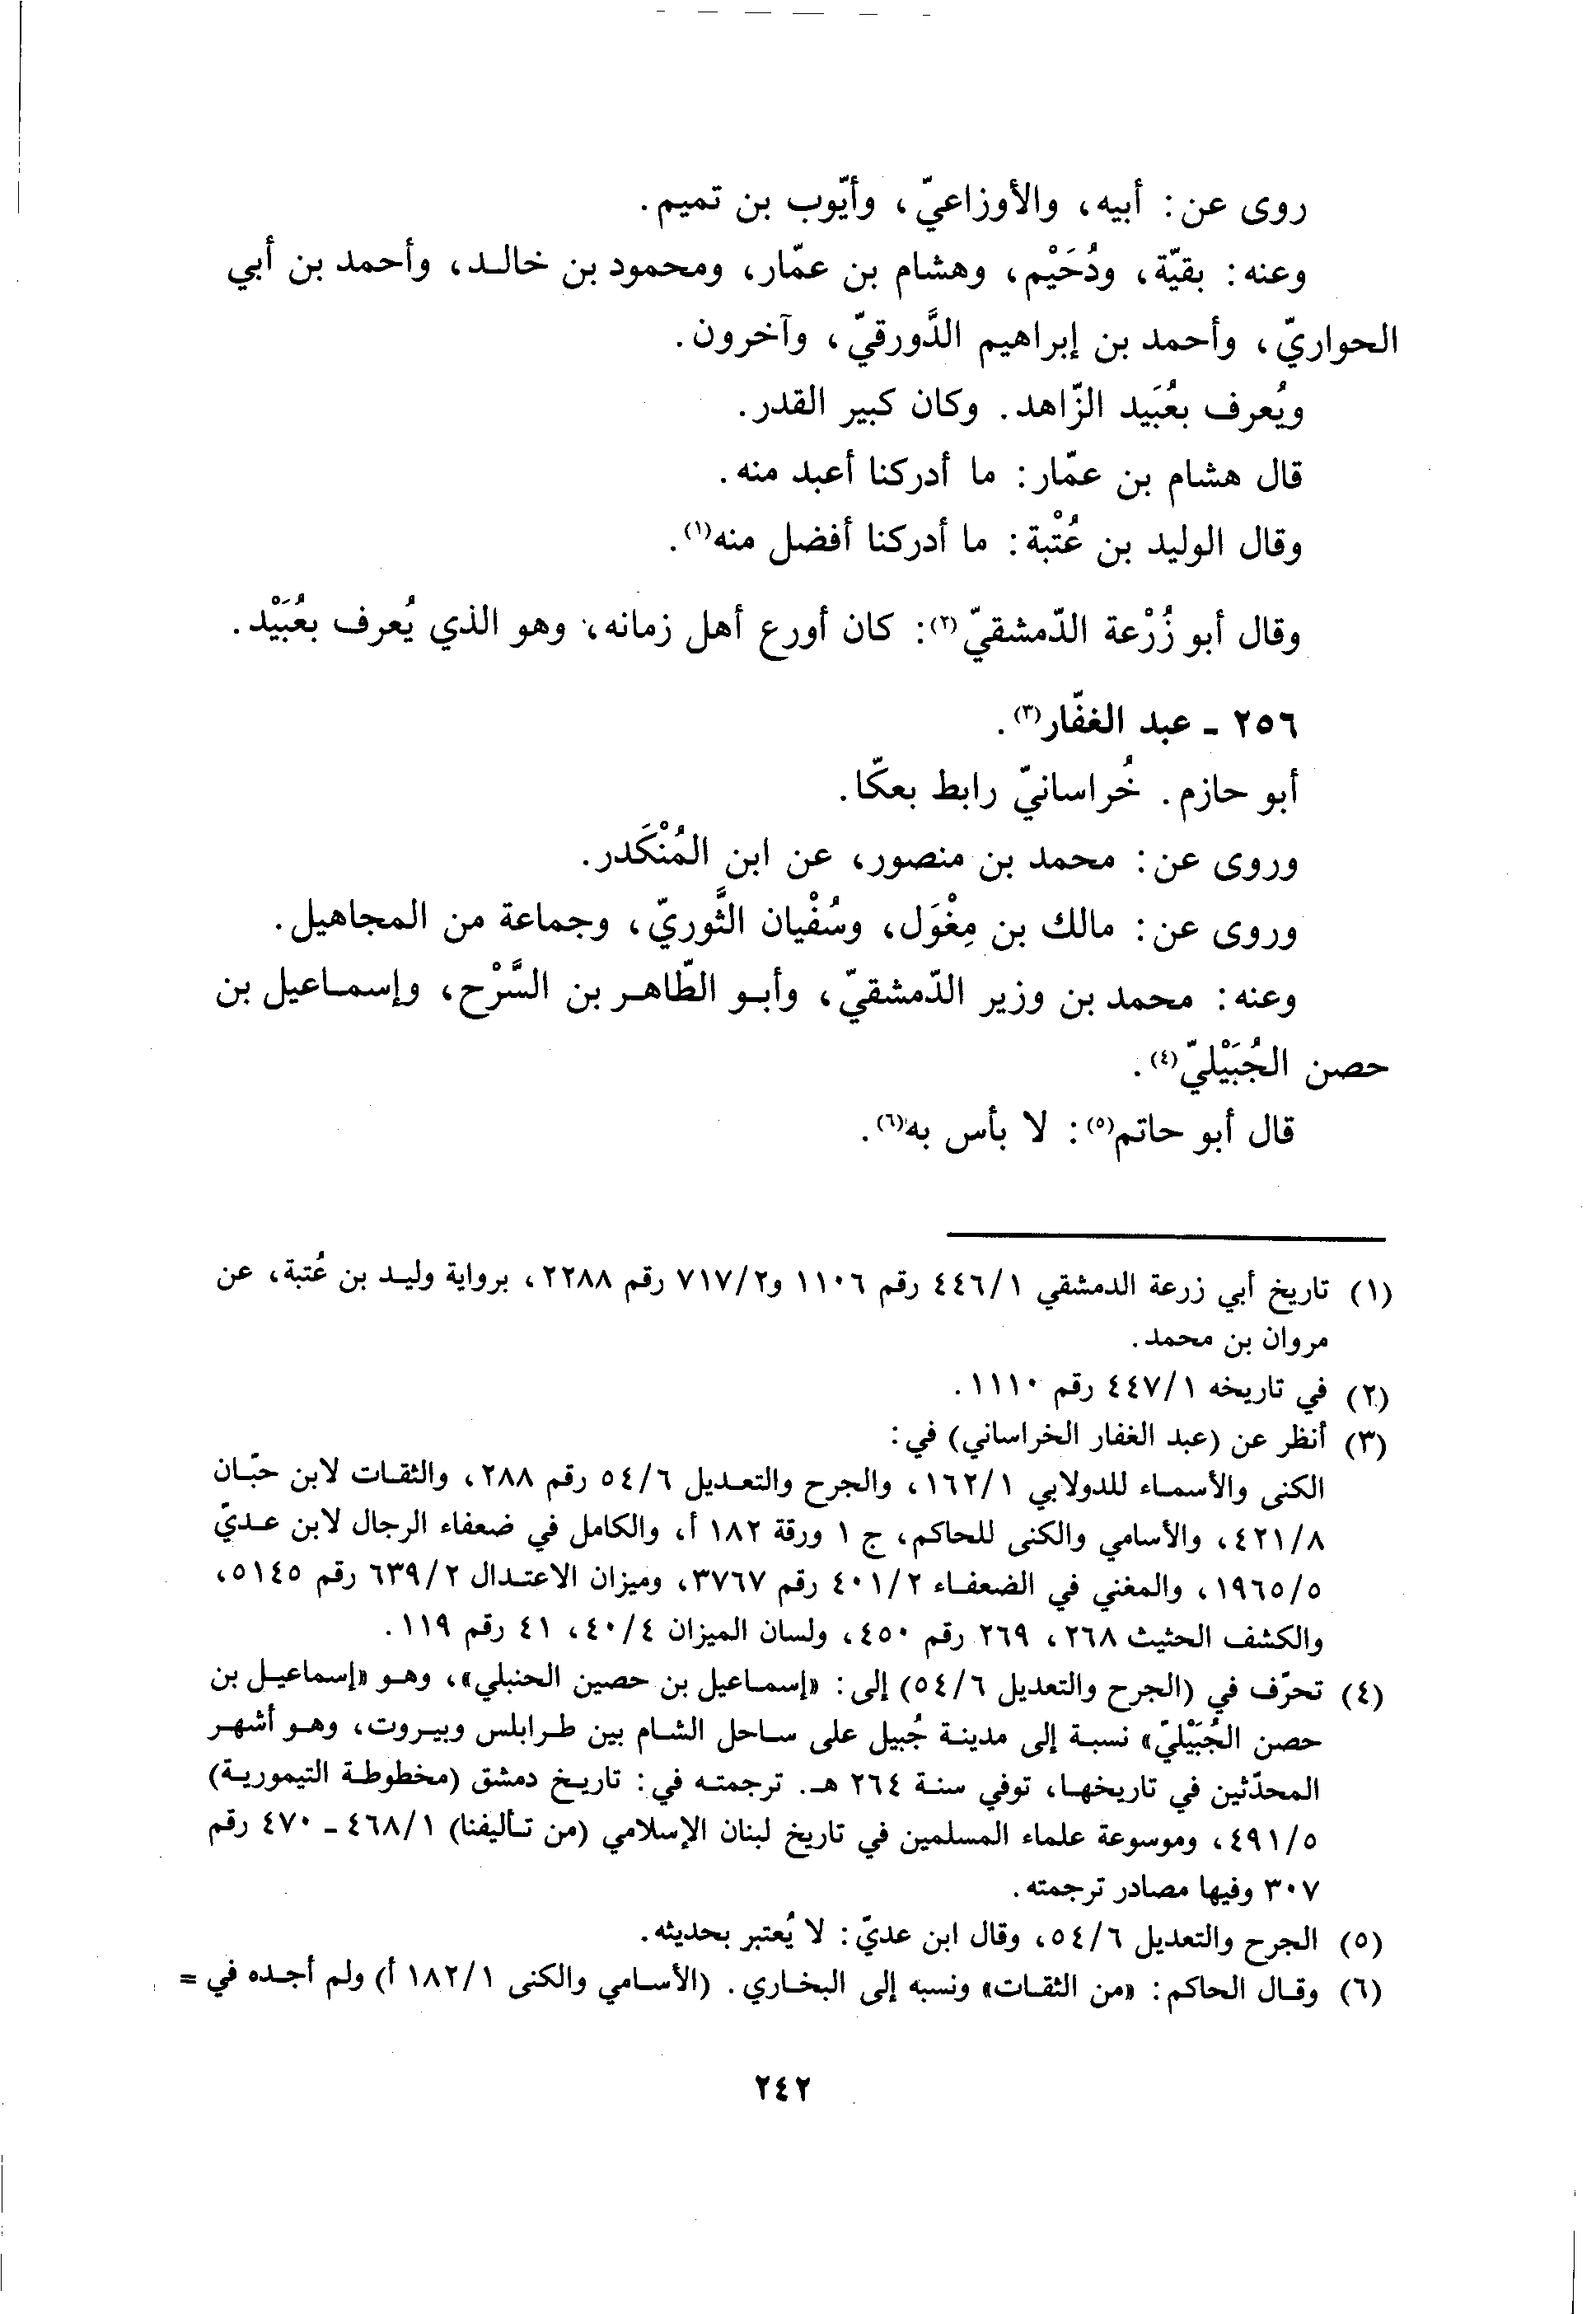 روى عن: أبيه، والأوزاعيّ، وأيّوب بن تميم.
وعنه: بقيّة، ودُحَيْم، وهشام بن عمّار، ومحمود بن خالد، وأحمد بن أبي
الحواريّ، وأحمد بن إبراهيم الدَّورقيّ، وآخرون.
ويُعرف بعُبَيد الزّاهد. وكان كبير القدر.
قال هشام بن عمّار: ما أدركنا أعبد منه.
وقال الوليد بن عُتْبة: ما أدركنا أفضل منه(١).
وقال أبو زُرْعة الدّمشقيّ(٢): كان أورع أهل زمانه، وهو الذي يُعرف بعُبَيْد.
٢٥٦ - عبد الغفّار(٣).
أبو حازم. خُراسانيّ رابط بعكّا.
وروى عن: محمد بن منصور، عن ابن المُنْكَدر.
وروى عن: مالك بن مِغْوَل، وسُفْيان الثَّوريّ، وجماعة من المجاهيل.
وعنه: محمد بن وزير الدّمشقيّ، وأبو الطّاهر بن السَّرْح، وإسماعيل بن
حصن الجُبَيْليّ(٤).
قال أبو حاتم(٥): لا بأس به(٦).
(١) تاريخ أبي زرعة الدمشقي ٤٤٦/١ رقم ١١٠٦ و٧١٧/٢ رقم ٢٢٨٨، برواية وليد بن عُتبة، عن
مروان بن محمد.
(٢) في تاريخه ٤٤٧/١ رقم ١١١٠.
(٣) أنظر عن (عبد الغفار الخراساني) في:
الكنى والأسماء للدولابي ١٦٢/١، والجرح والتعديل ٥٤/٦ رقم ٢٨٨، والثقات لابن حبّان
٤٢١/٨، والأسامي والكنى للحاكم، ج ١ ورقة ١٨٢ أ، والكامل في ضعفاء الرجال لابن عديّ
١٩٦٥/٥، والمغني في الضعفاء ٤٠١/٢ رقم ٣٧٦٧، وميزان الاعتدال ٦٣٩/٢ رقم ٥١٤٥،
والكشف الحثيث ٢٦٨، ٢٦٩ رقم ٤٥٠، ولسان الميزان ٤٠/٤، ٤١ رقم ١١٩.
(٤) تحرّف في (الجرح والتعديل ٥٤/٦) إلى: «إسماعيل بن حصين الحنبلي»، وهو «إسماعيل بن
حصن الجُبَيْليّ» نسبة إلى مدينة جُبيل على ساحل الشام بين طرابلس وبيروت، وهو أشهر
المحدّثين في تاريخها، توفي سنة ٢٦٤ هـ. ترجمته في: تاريخ دمشق (مخطوطة التيمورية)
٤٩١/٥، وموسوعة علماء المسلمين في تاريخ لبنان الإسلامي (من تأليفنا) ٤٦٨/١ - ٤٧٠ رقم
٣٠٧ وفيها مصادر ترجمته.
(٥) الجرح والتعديل ٥٤/٦، وقال ابن عديّ: لا يُعتبر بحديثه.
(٦) وقال الحاكم: «من الثقات» ونسبه إلى البخاري. (الأسامي والكنى ١٨٢/١ أ) ولم أجده في =
٢٤٢